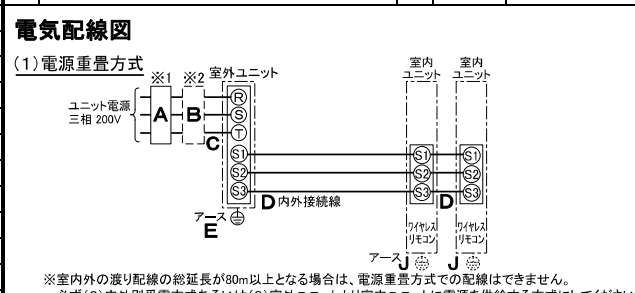 電気配線図
(1)電源重畳方式
※1 ※2 室外ユニット
室内
ユニット
室内
ユニット
ユニット電源
三相 200V
A B
R
S
T
C
S1 S1 S1
S2 S2 S2
S3 S3 S3
D 内外接続線 D
アース
E
ワイヤレス
リモコン
ワイヤレス
リモコン
アース J J
※室内外の渡り配線の総延長が80m以上となる場合は、電源重畳方式での配線はできません。